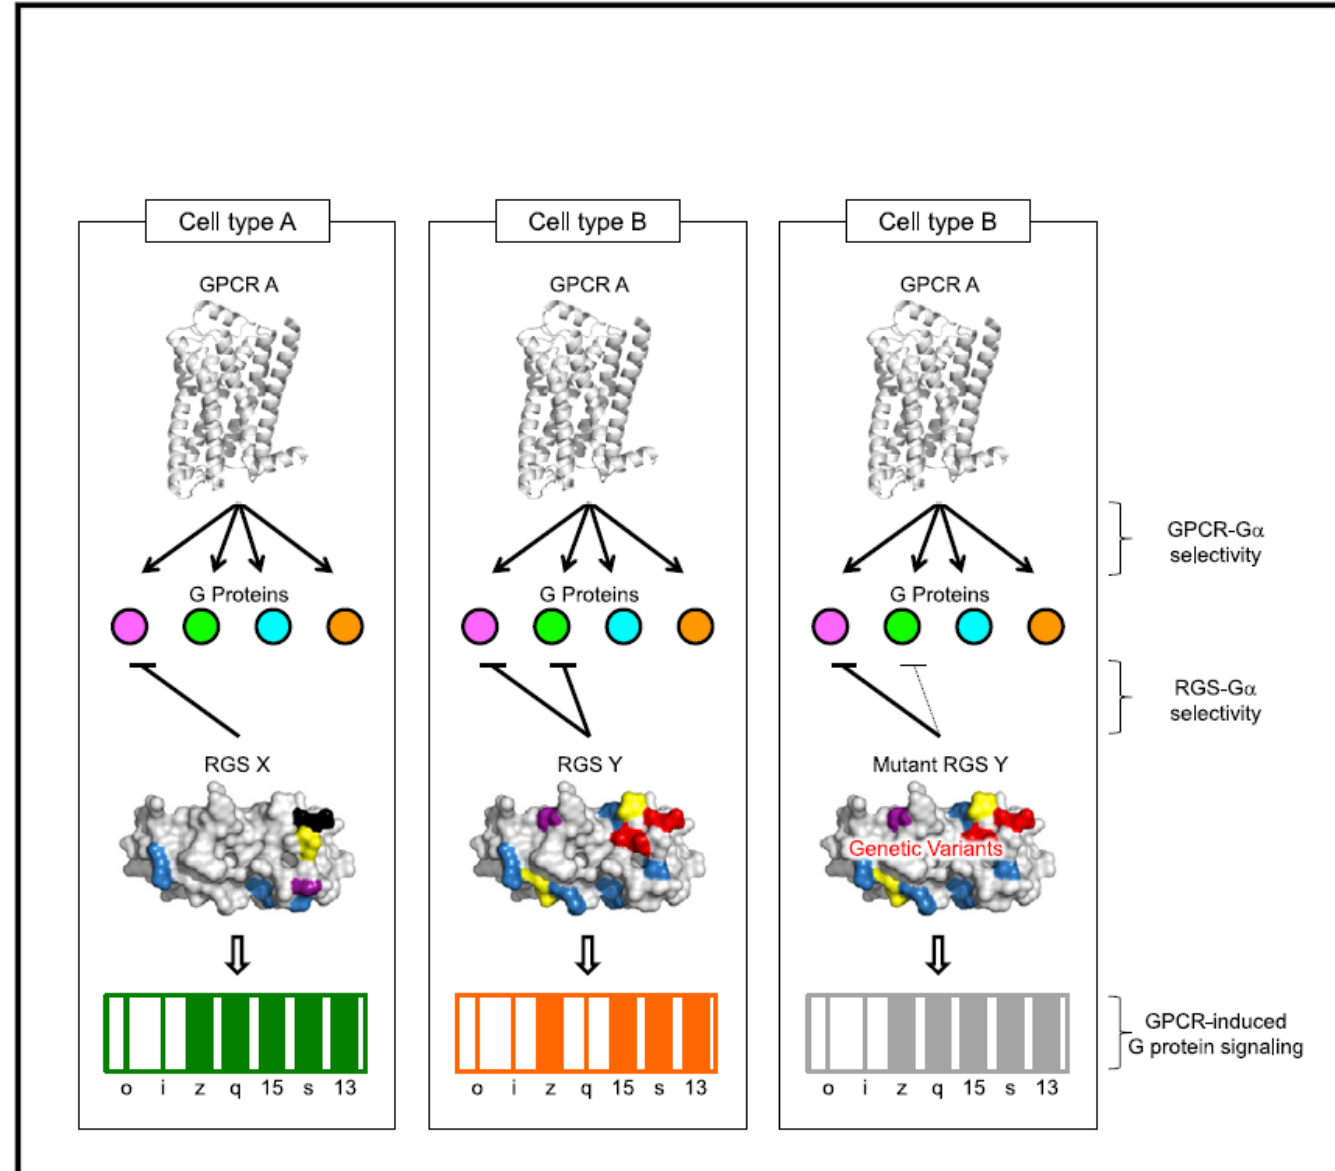 Cell type A
Cell type B
Cell type B
GPCR A
GPCR A
GPCR A
GPCR-Gα
selectivity
G Proteins
G Proteins
G Proteins
RGS-Gα
selectivity
RGS X
RGS Y
Mutant RGS Y
Genetic Variants
GPCR-induced
G protein signaling
o i z q 15 s 13
o i z q 15 s 13
o i z q 15 s 13